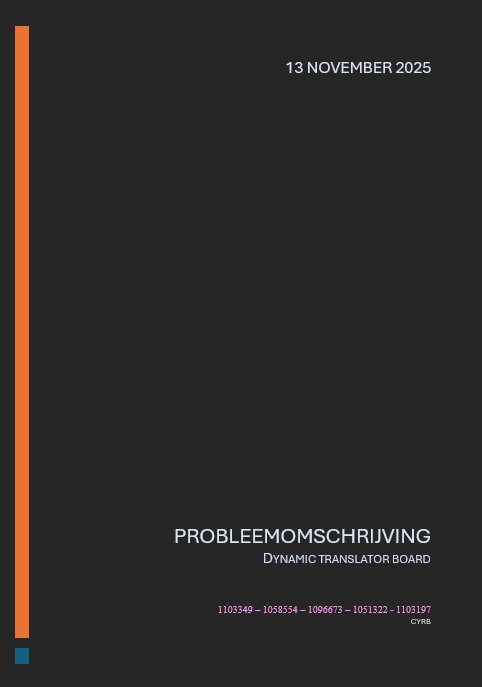 13 NOVEMBER 2025
PROBLEEMOMSCHRIJVING
DYNAMIC TRANSLATOR BOARD
1103349 – 1058554 – 1096673 – 1051322 - 1103197
CYRB